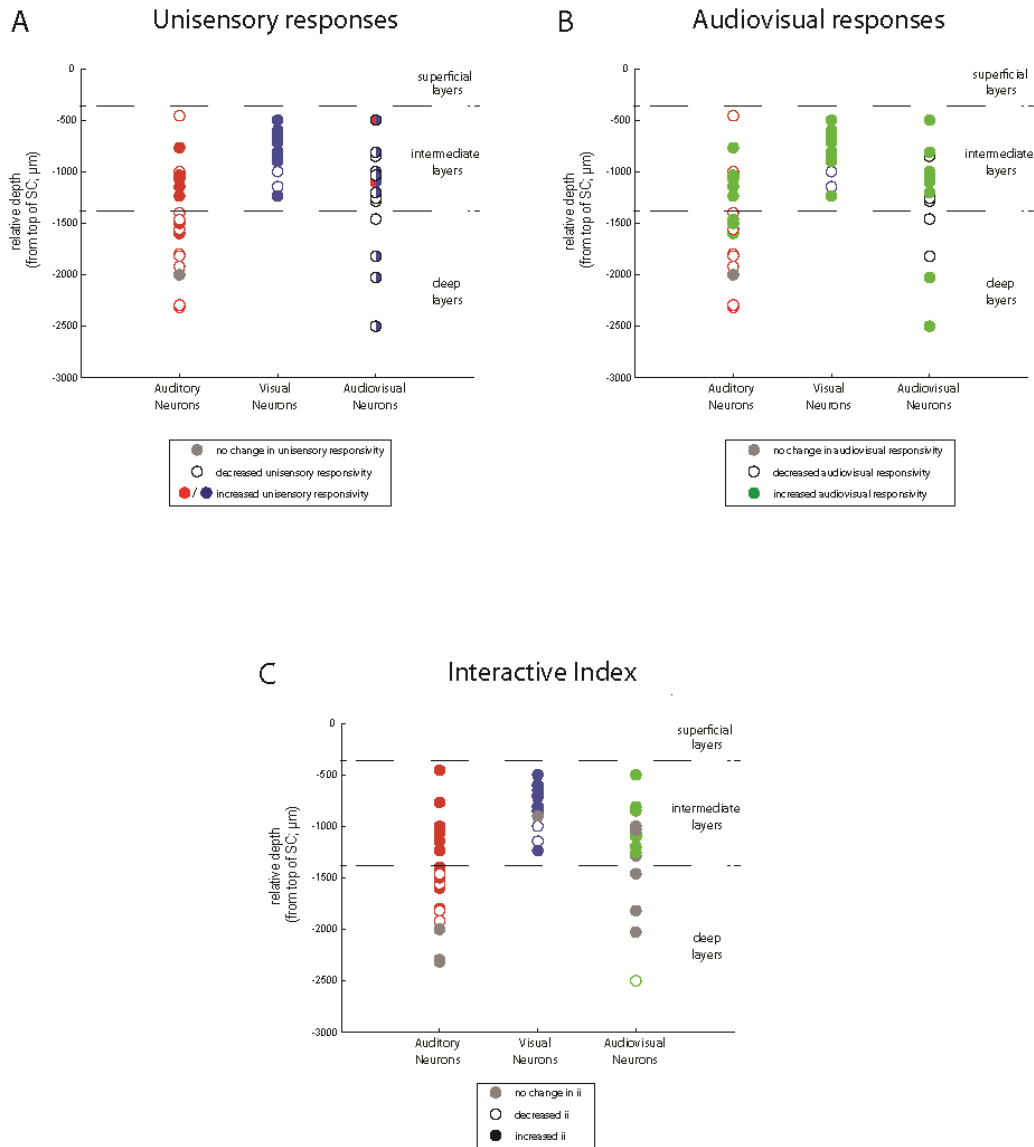 A
Unisensory responses
0
-500
-1000
-1500
-2000
-2500
-3000
relative depth
(from top of SC; µm)
superficial
layers
intermediate
layers
deep
layers
Auditory
Neurons
Visual
Neurons
Audiovisual
Neurons
no change in unisensory responsivity
decreased unisensory responsivity
/ increased unisensory responsivity
B
Audiovisual responses
0
-500
-1000
-1500
-2000
-2500
-3000
relative depth
(from top of SC; µm)
superficial
layers
intermediate
layers
deep
layers
Auditory
Neurons
Visual
Neurons
Audiovisual
Neurons
no change in audiovisual responsivity
decreased audiovisual responsivity
increased audiovisual responsivity
C
Interactive Index
0
-500
-1000
-1500
-2000
-2500
-3000
relative depth
(from top of SC; µm)
superficial
layers
intermediate
layers
deep
layers
Auditory
Neurons
Visual
Neurons
Audiovisual
Neurons
no change in ii
decreased ii
increased ii